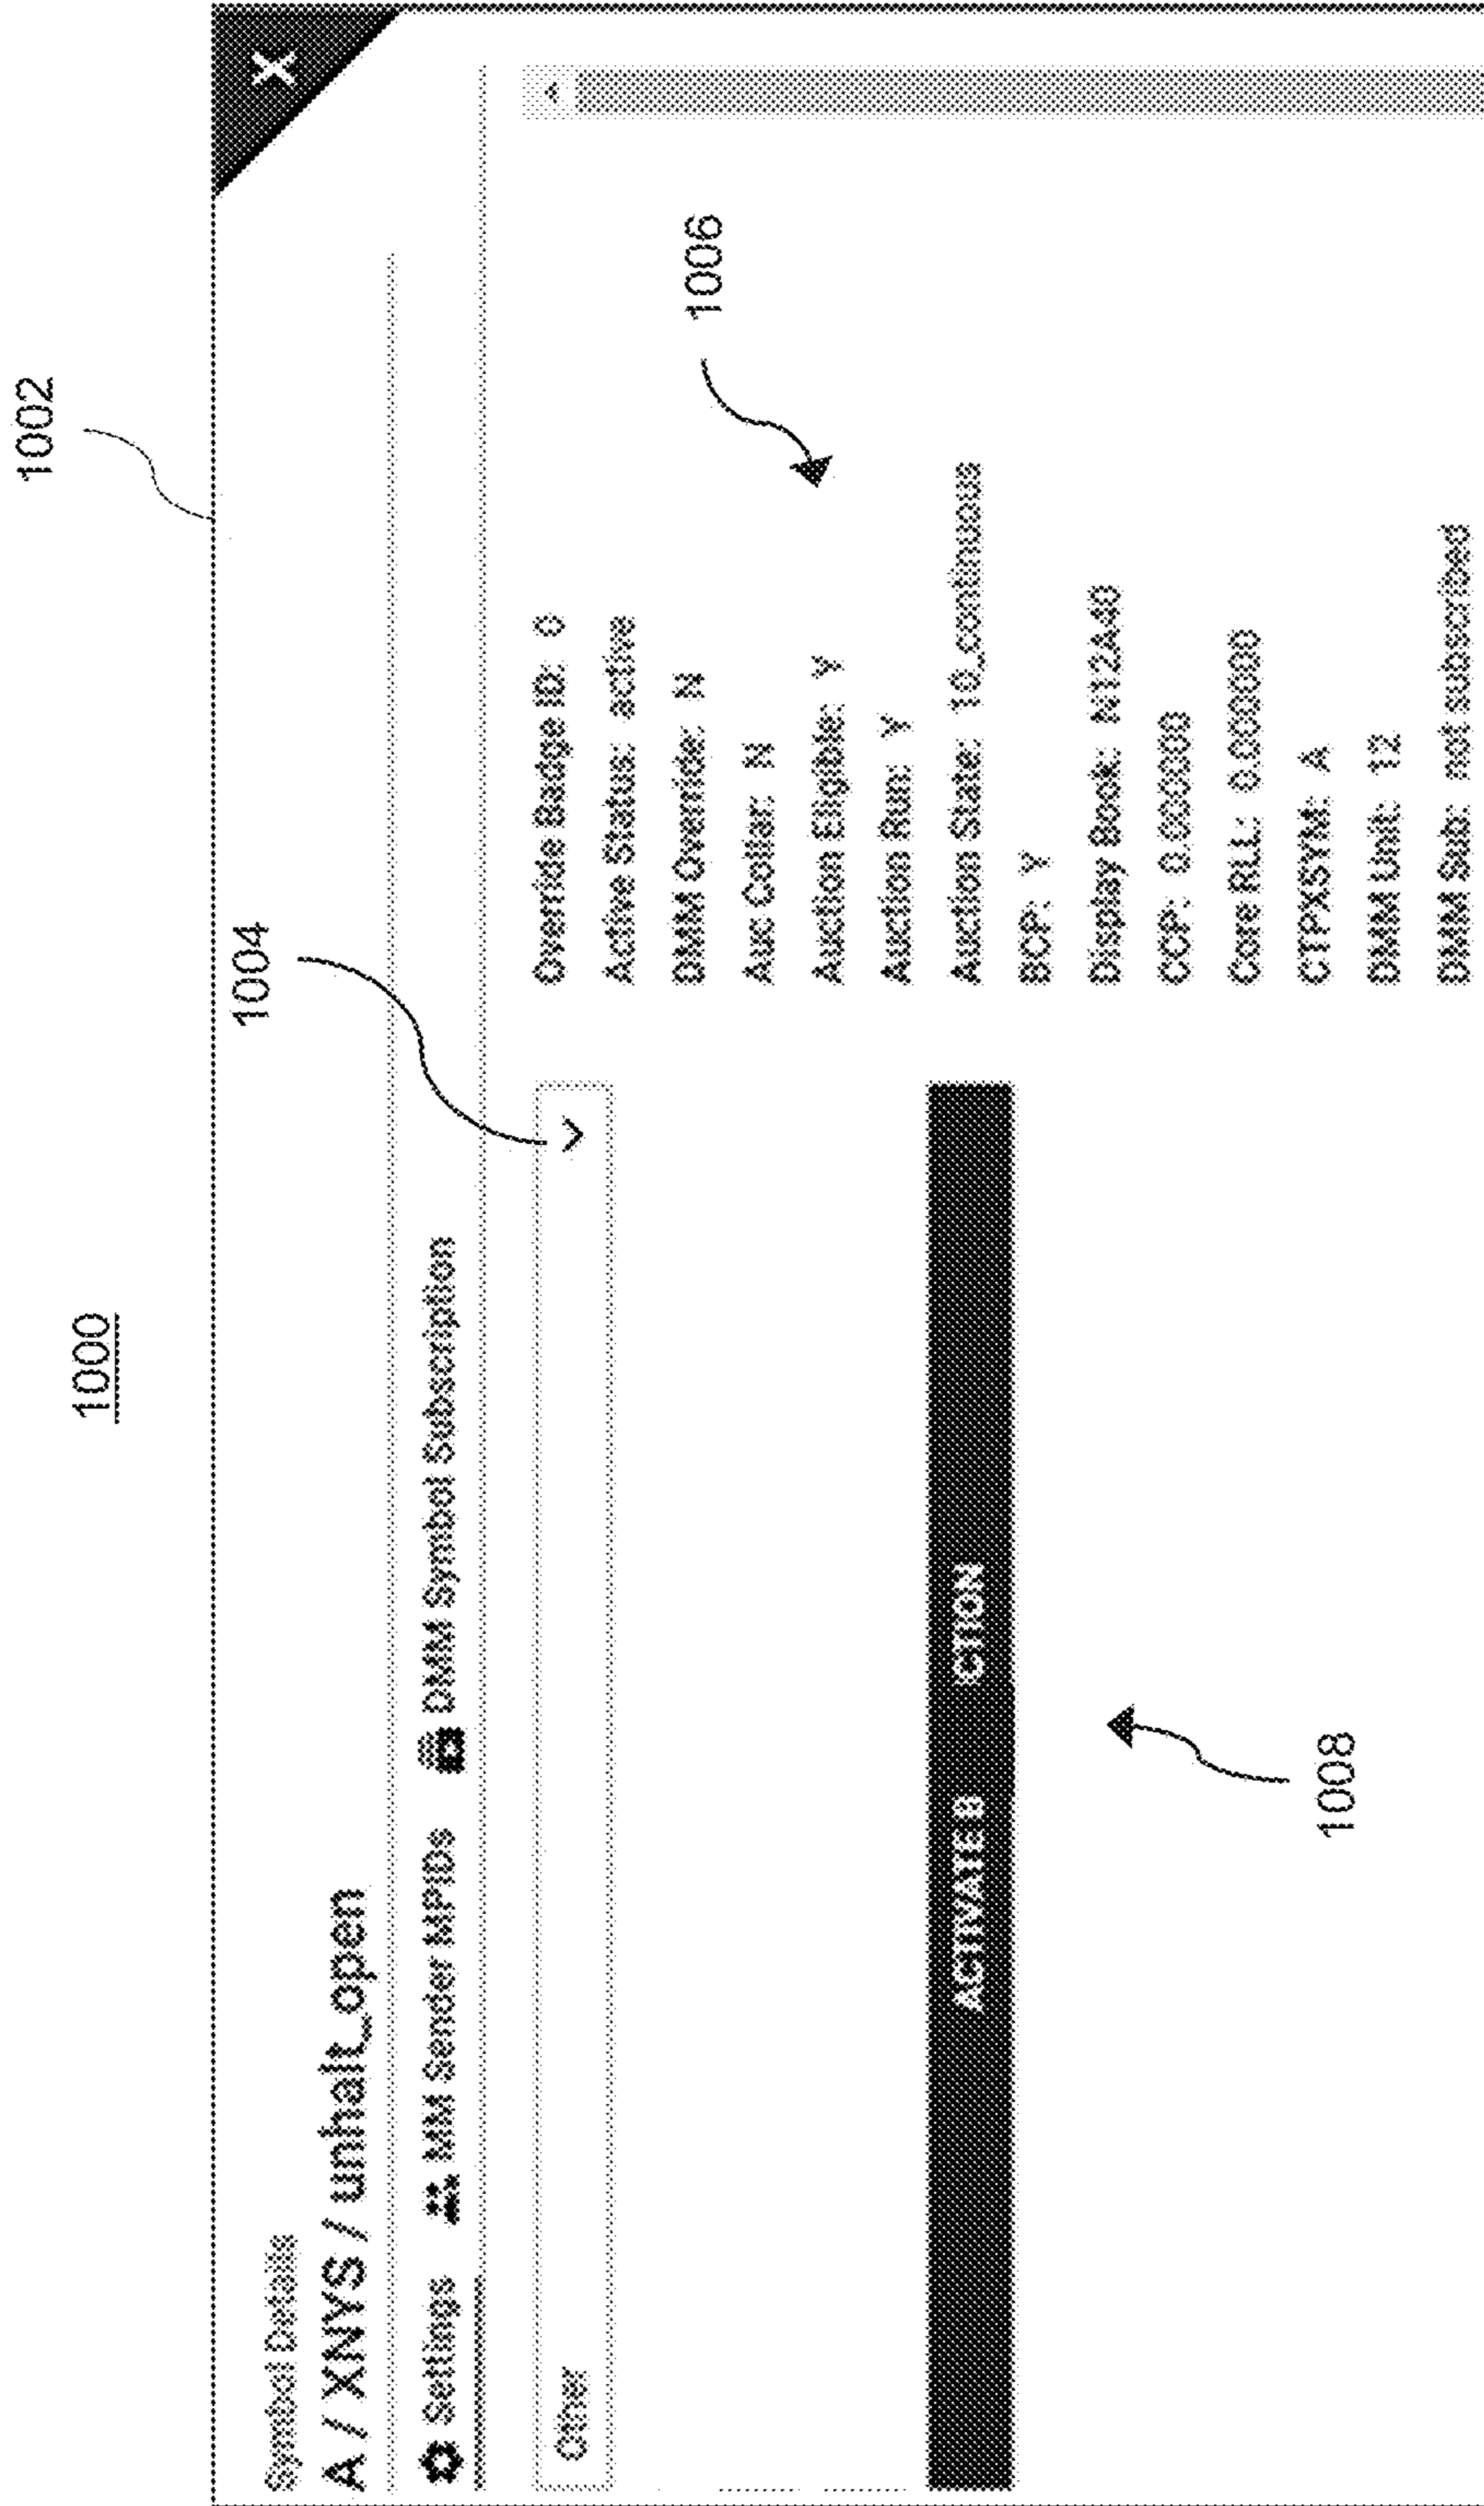 1000
1002
Symbol Details
A / XNYS / unhalt_open
1004
Settings MM Sender MPIDs DMM Symbol Subscription
Other
Override Badge ID: 0
Active Status: active
1006
DMM Override: N
Auc Collar: N
Auction Eligible: Y
Auction Run: Y
ACTIVATE D CTION
Auction State: 10_continuous
BCP: Y
Display Book: N12A40
CCP: 0.000000
Core RLL: 0.000000
CTPXSYM: A
1008
DMM Unit: 12
DMM Sub: not subscribed